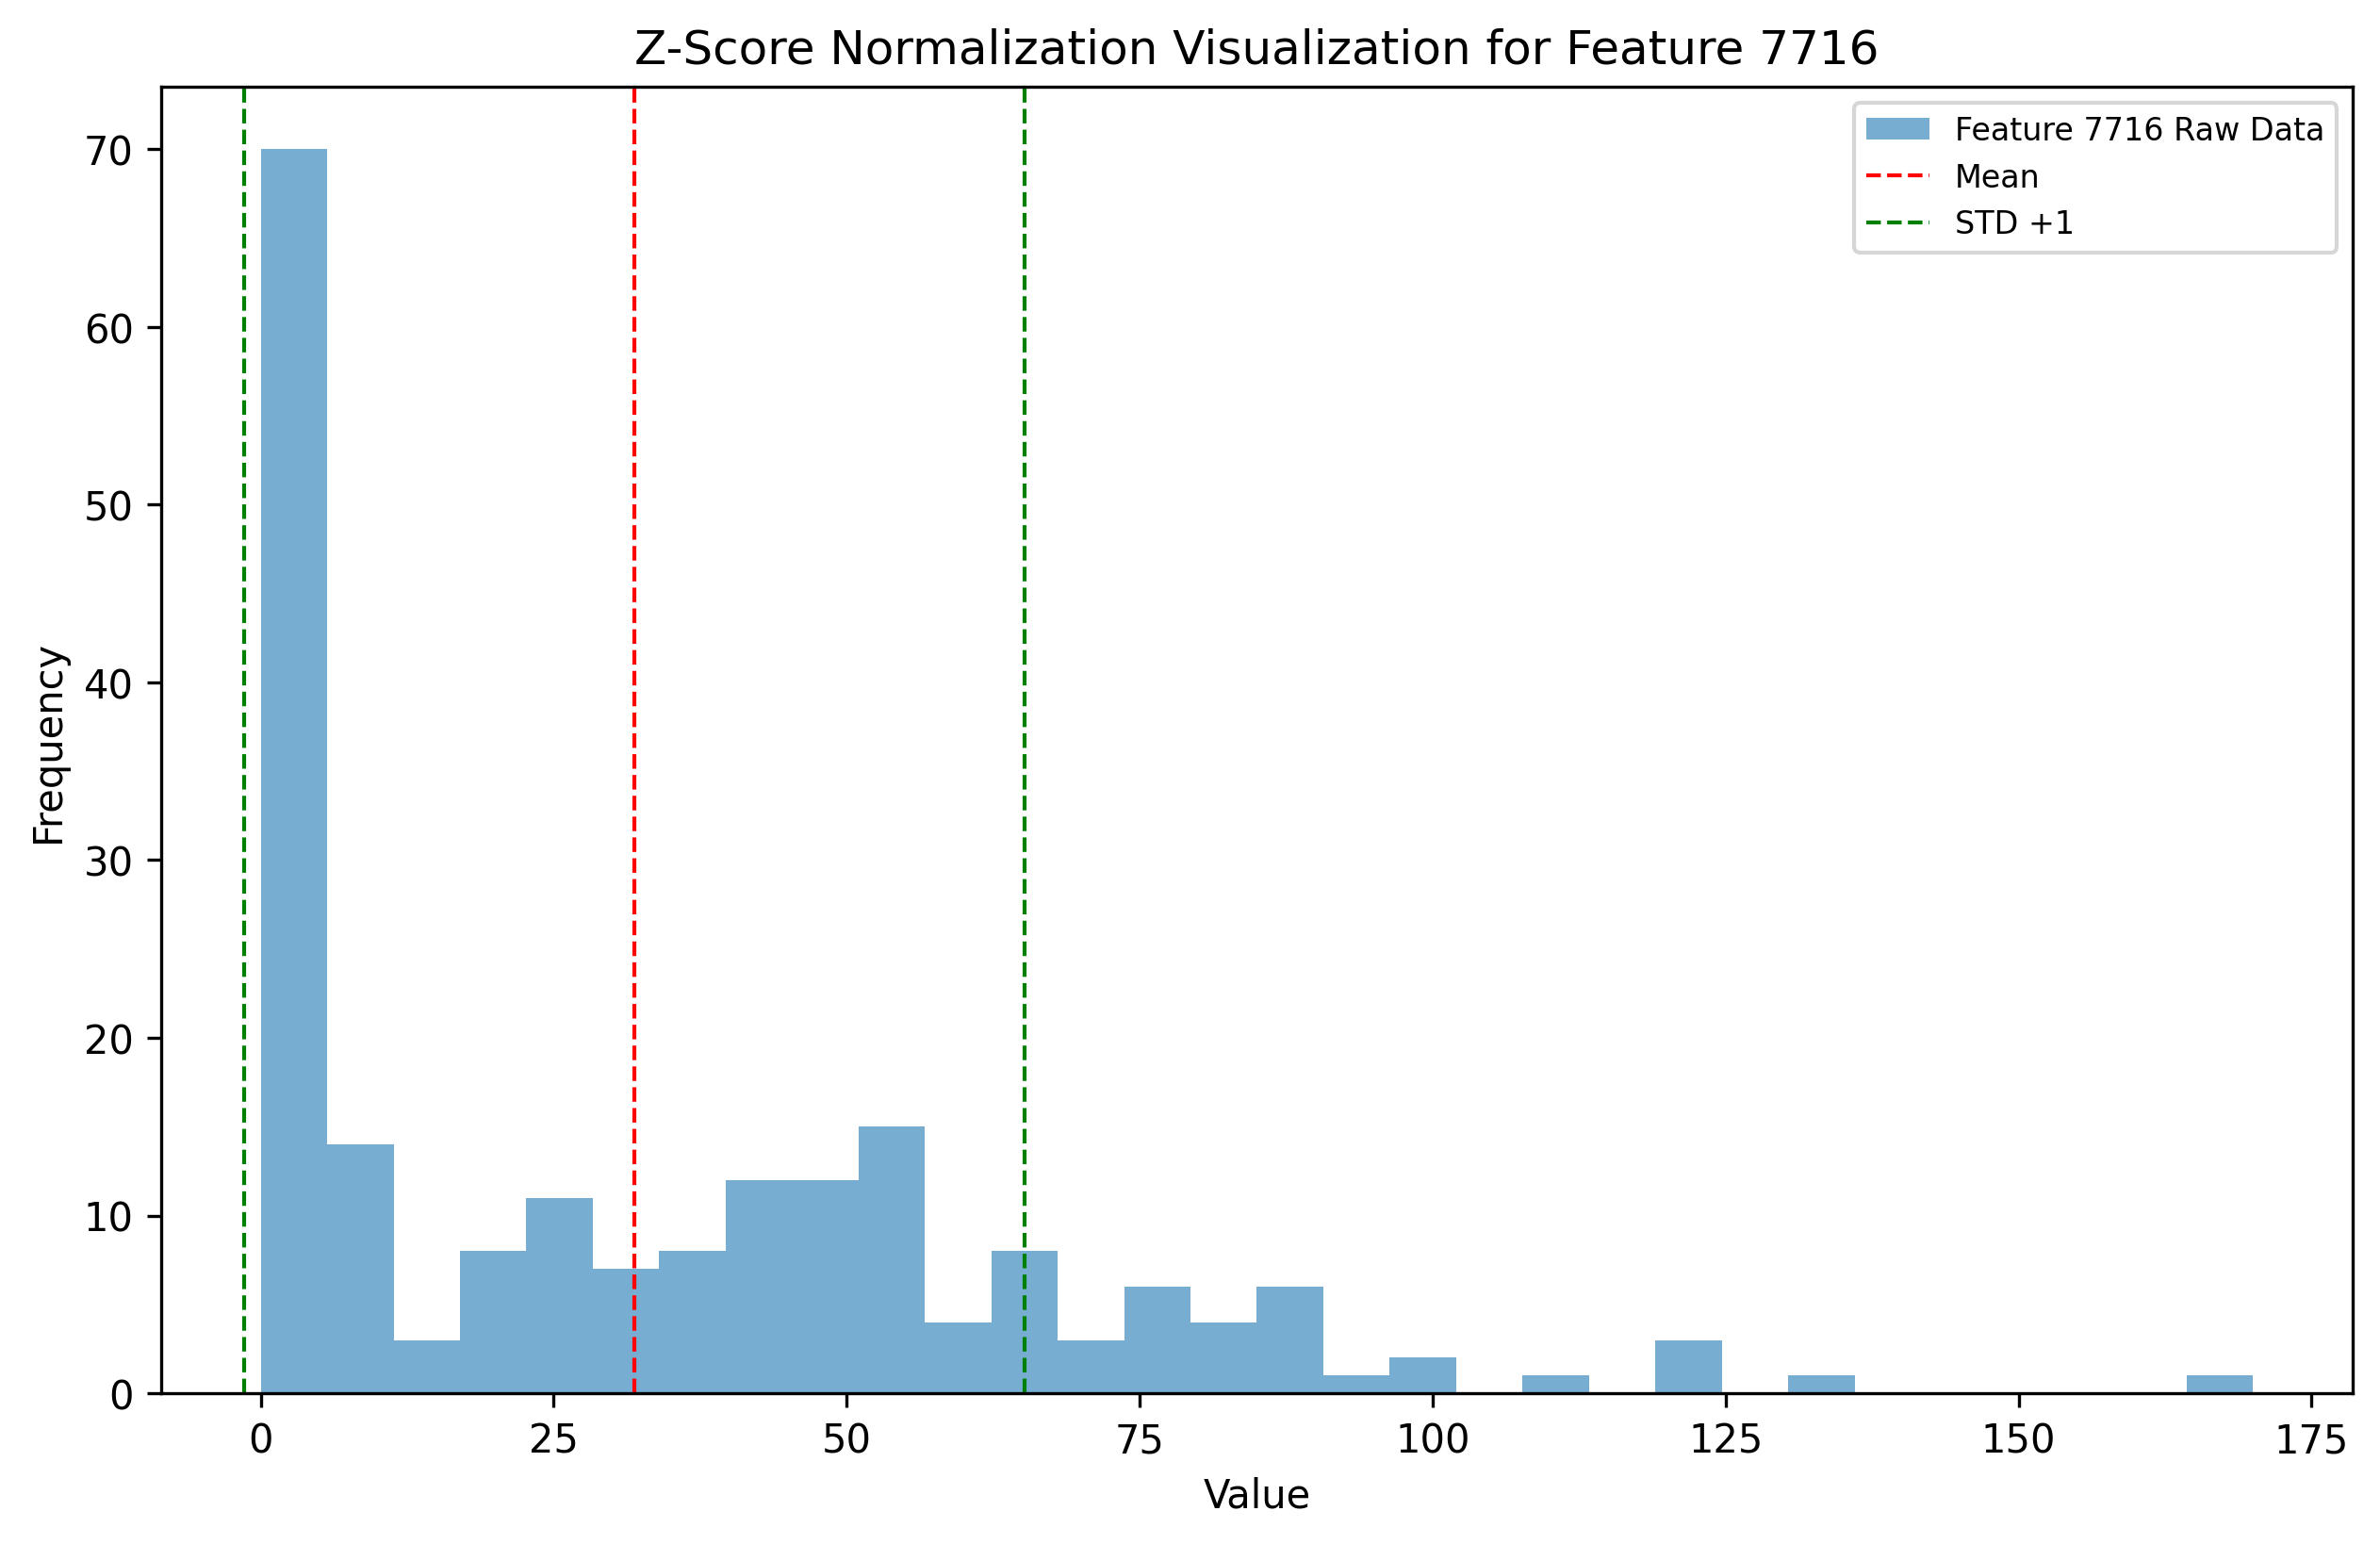 Z-Score Normalization Visualization for Feature 7716
Feature 7716 Raw Data
Mean
STD +1
70
60
50
40
30
20
10
0
Frequency
0 25 50 75 100 125 150 175
Value